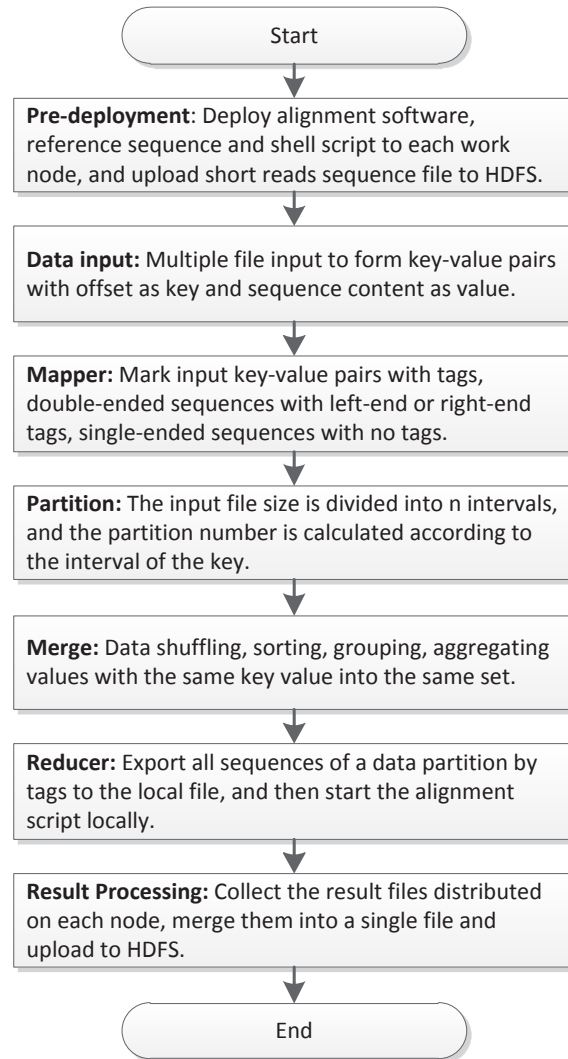 Start
Pre-deployment: Deploy alignment software,
reference sequence and shell script to each work
node, and upload short reads sequence file to HDFS.
Data input: Multiple file input to form key-value pairs
with offset as key and sequence content as value.
Mapper: Mark input key-value pairs with tags,
double-ended sequences with left-end or right-end
tags, single-ended sequences with no tags.
Partition: The input file size is divided into n intervals,
and the partition number is calculated according to
the interval of the key.
Merge: Data shuffling, sorting, grouping, aggregating
values with the same key value into the same set.
Reducer: Export all sequences of a data partition by
tags to the local file, and then start the alignment
script locally.
Result Processing: Collect the result files distributed
on each node, merge them into a single file and
upload to HDFS.
End